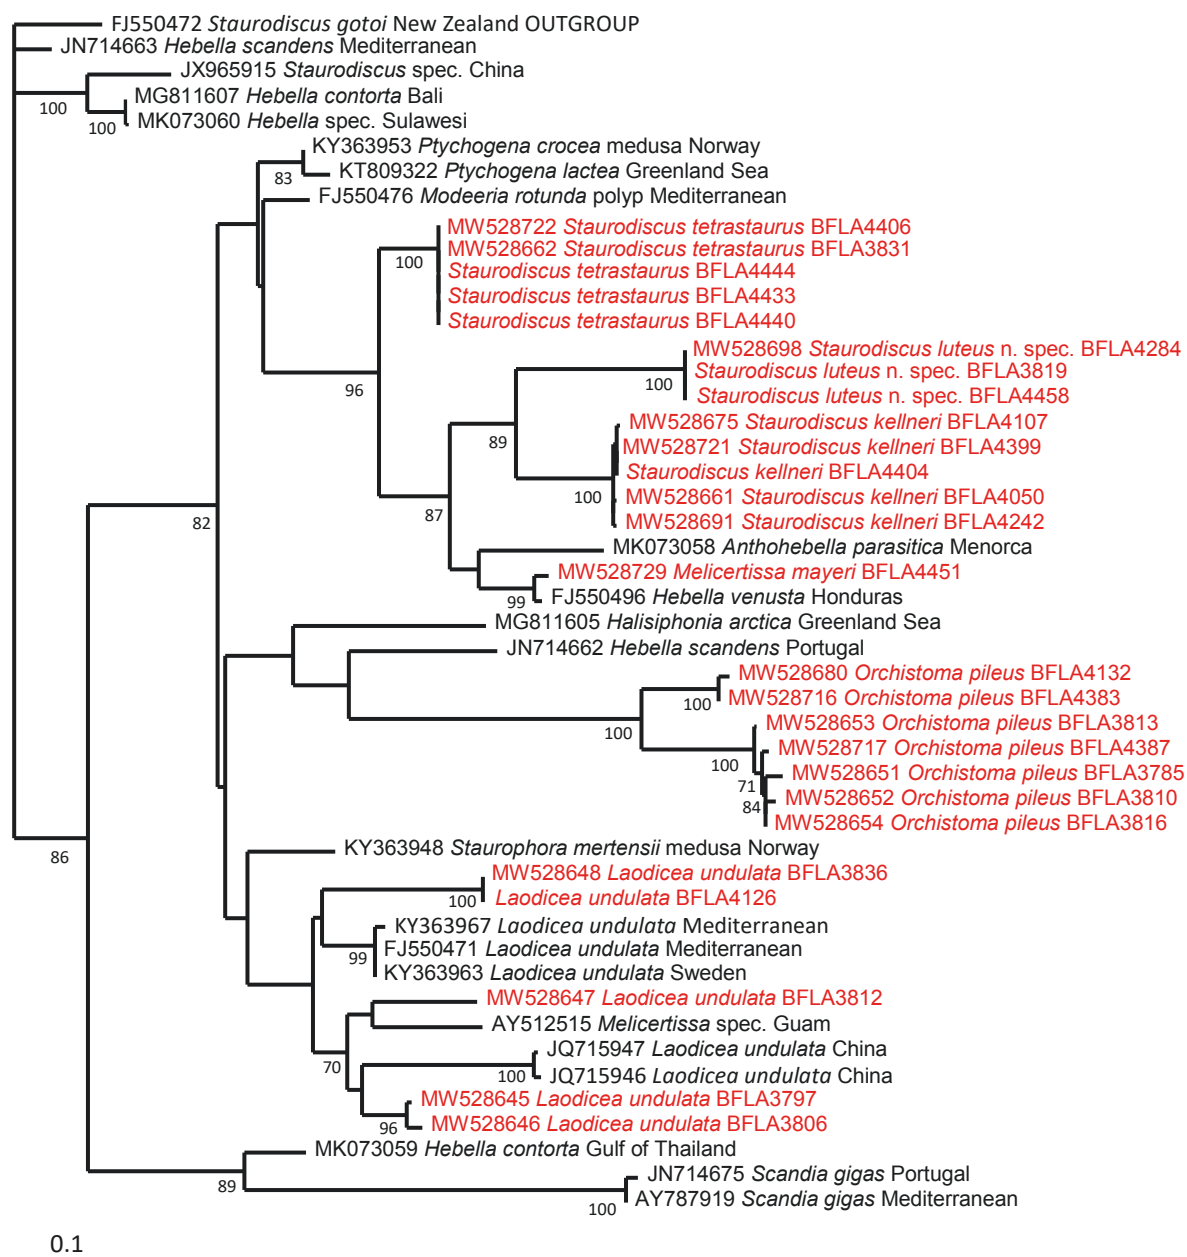 FJ550472 Staurodiscus gotoi New Zealand OUTGROUP
JN714663 Hebella scandens Mediterranean
JX965915 Staurodiscus spec. China
MG811607 Hebella contorta Bali
100
MK073060 Hebella spec. Sulawesi
100
KY363953 Ptychogena crocea medusa Norway
KT809322 Ptychogena lactea Greenland Sea
83
FJ550476 Modeeria rotunda polyp Mediterranean
MW528722 Staurodiscus tetrastaurus BFLA4406
MW528662 Staurodiscus tetrastaurus BFLA3831
100
Staurodiscus tetrastaurus BFLA4444
Staurodiscus tetrastaurus BFLA4433
Staurodiscus tetrastaurus BFLA4440
MW528698 Staurodiscus luteus n. spec. BFLA4284
Staurodiscus luteus n. spec. BFLA3819
100
96
Staurodiscus luteus n. spec. BFLA4458
MW528675 Staurodiscus kellneri BFLA4107
89
MW528721 Staurodiscus kellneri BFLA4399
Staurodiscus kellneri BFLA4404
100
MW528661 Staurodiscus kellneri BFLA4050
87
82
MW528691 Staurodiscus kellneri BFLA4242
MK073058 Anthohebella parasitica Menorca
MW528729 Melicertissa mayeri BFLA4451
99
FJ550496 Hebella venusta Honduras
MG811605 Halisiphonia arctica Greenland Sea
JN714662 Hebella scandens Portugal
MW528680 Orchistoma pileus BFLA4132
100
MW528716 Orchistoma pileus BFLA4383
MW528653 Orchistoma pileus BFLA3813
100
MW528717 Orchistoma pileus BFLA4387
100
MW528651 Orchistoma pileus BFLA3785
71
MW528652 Orchistoma pileus BFLA3810
84
MW528654 Orchistoma pileus BFLA3816
KY363948 Staurophora mertensii medusa Norway
86
MW528648 Laodicea undulata BFLA3836
100
Laodicea undulata BFLA4126
KY363967 Laodicea undulata Mediterranean
FJ550471 Laodicea undulata Mediterranean
99
KY363963 Laodicea undulata Sweden
MW528647 Laodicea undulata BFLA3812
AY512515 Melicertissa spec. Guam
JQ715947 Laodicea undulata China
70
100
JQ715946 Laodicea undulata China
MW528645 Laodicea undulata BFLA3797
96
MW528646 Laodicea undulata BFLA3806
MK073059 Hebella contorta Gulf of Thailand
JN714675 Scandia gigas Portugal
89
AY787919 Scandia gigas Mediterranean
100
0.1